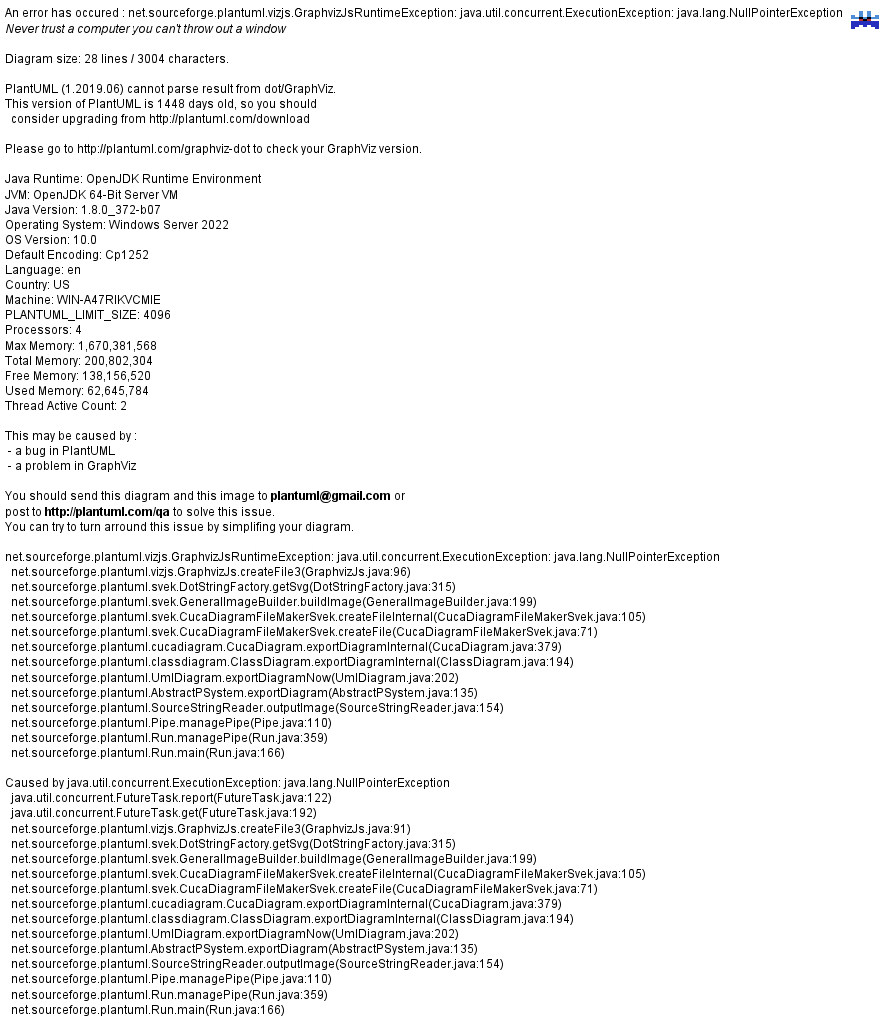 An error has occured : net.sourceforge.plantuml.vizjs.GraphvizJsRuntimeException: java.util.concurrent.ExecutionException: java.lang.NullPointerException
Never trust a computer you can't throw out a window
Diagram size: 28 lines / 3004 characters.
PlantUML (1.2019.06) cannot parse result from dot/GraphViz.
This version of PlantUML is 1448 days old, so you should
consider upgrading from http://plantuml.com/download
Please go to http://plantuml.com/graphviz-dot to check your GraphViz version.
Java Runtime: OpenJDK Runtime Environment
JVM: OpenJDK 64-Bit Server VM
Java Version: 1.8.0_372-b07
Operating System: Windows Server 2022
OS Version: 10.0
Default Encoding: Cp1252
Language: en
Country: US
Machine: WIN-A47RIKVCMIE
PLANTUML_LIMIT_SIZE: 4096
Processors: 4
Max Memory: 1,670,381,568
Total Memory: 200,802,304
Free Memory: 138,156,520
Used Memory: 62,645,784
Thread Active Count: 2
This may be caused by :
- a bug in PlantUML
- a problem in GraphViz
You should send this diagram and this image to plantuml@gmail.com or
post to http://plantuml.com/qa to solve this issue.
You can try to turn arround this issue by simplifing your diagram.
net.sourceforge.plantuml.vizjs.GraphvizJsRuntimeException: java.util.concurrent.ExecutionException: java.lang.NullPointerException
net.sourceforge.plantuml.vizjs.GraphvizJs.createFile3(GraphvizJs.java:96)
net.sourceforge.plantuml.svek.DotStringFactory.getSvg(DotStringFactory.java:315)
net.sourceforge.plantuml.svek.GeneralImageBuilder.buildImage(GeneralImageBuilder.java:199)
net.sourceforge.plantuml.svek.CucaDiagramFileMakerSvek.createFileInternal(CucaDiagramFileMakerSvek.java:105)
net.sourceforge.plantuml.svek.CucaDiagramFileMakerSvek.createFile(CucaDiagramFileMakerSvek.java:71)
net.sourceforge.plantuml.cucadiagram.CucaDiagram.exportDiagramInternal(CucaDiagram.java:379)
net.sourceforge.plantuml.classdiagram.ClassDiagram.exportDiagramInternal(ClassDiagram.java:194)
net.sourceforge.plantuml.UmlDiagram.exportDiagramNow(UmlDiagram.java:202)
net.sourceforge.plantuml.AbstractPSystem.exportDiagram(AbstractPSystem.java:135)
net.sourceforge.plantuml.SourceStringReader.outputImage(SourceStringReader.java:154)
net.sourceforge.plantuml.Pipe.managePipe(Pipe.java:110)
net.sourceforge.plantuml.Run.managePipe(Run.java:359)
net.sourceforge.plantuml.Run.main(Run.java:166)
Caused by java.util.concurrent.ExecutionException: java.lang.NullPointerException
java.util.concurrent.FutureTask.report(FutureTask.java:122)
java.util.concurrent.FutureTask.get(FutureTask.java:192)
net.sourceforge.plantuml.vizjs.GraphvizJs.createFile3(GraphvizJs.java:91)
net.sourceforge.plantuml.svek.DotStringFactory.getSvg(DotStringFactory.java:315)
net.sourceforge.plantuml.svek.GeneralImageBuilder.buildImage(GeneralImageBuilder.java:199)
net.sourceforge.plantuml.svek.CucaDiagramFileMakerSvek.createFileInternal(CucaDiagramFileMakerSvek.java:105)
net.sourceforge.plantuml.svek.CucaDiagramFileMakerSvek.createFile(CucaDiagramFileMakerSvek.java:71)
net.sourceforge.plantuml.cucadiagram.CucaDiagram.exportDiagramInternal(CucaDiagram.java:379)
net.sourceforge.plantuml.classdiagram.ClassDiagram.exportDiagramInternal(ClassDiagram.java:194)
net.sourceforge.plantuml.UmlDiagram.exportDiagramNow(UmlDiagram.java:202)
net.sourceforge.plantuml.AbstractPSystem.exportDiagram(AbstractPSystem.java:135)
net.sourceforge.plantuml.SourceStringReader.outputImage(SourceStringReader.java:154)
net.sourceforge.plantuml.Pipe.managePipe(Pipe.java:110)
net.sourceforge.plantuml.Run.managePipe(Run.java:359)
net.sourceforge.plantuml.Run.main(Run.java:166)